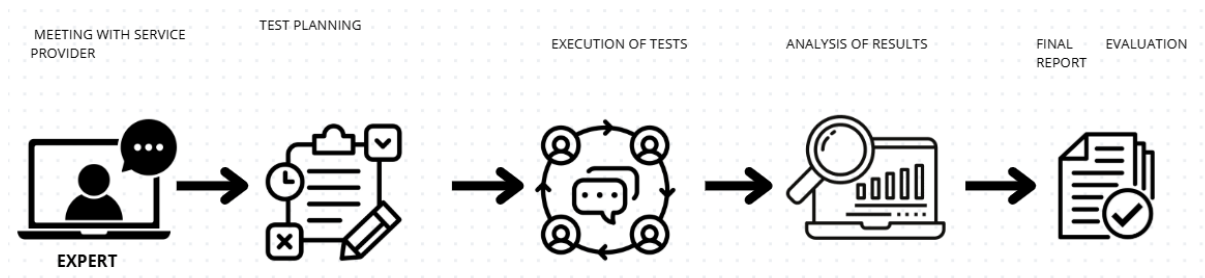 MEETING WITH SERVICE
PROVIDER
TEST PLANNING
EXECUTION OF TESTS
ANALYSIS OF RESULTS
FINAL EVALUATION
REPORT
EXPERT